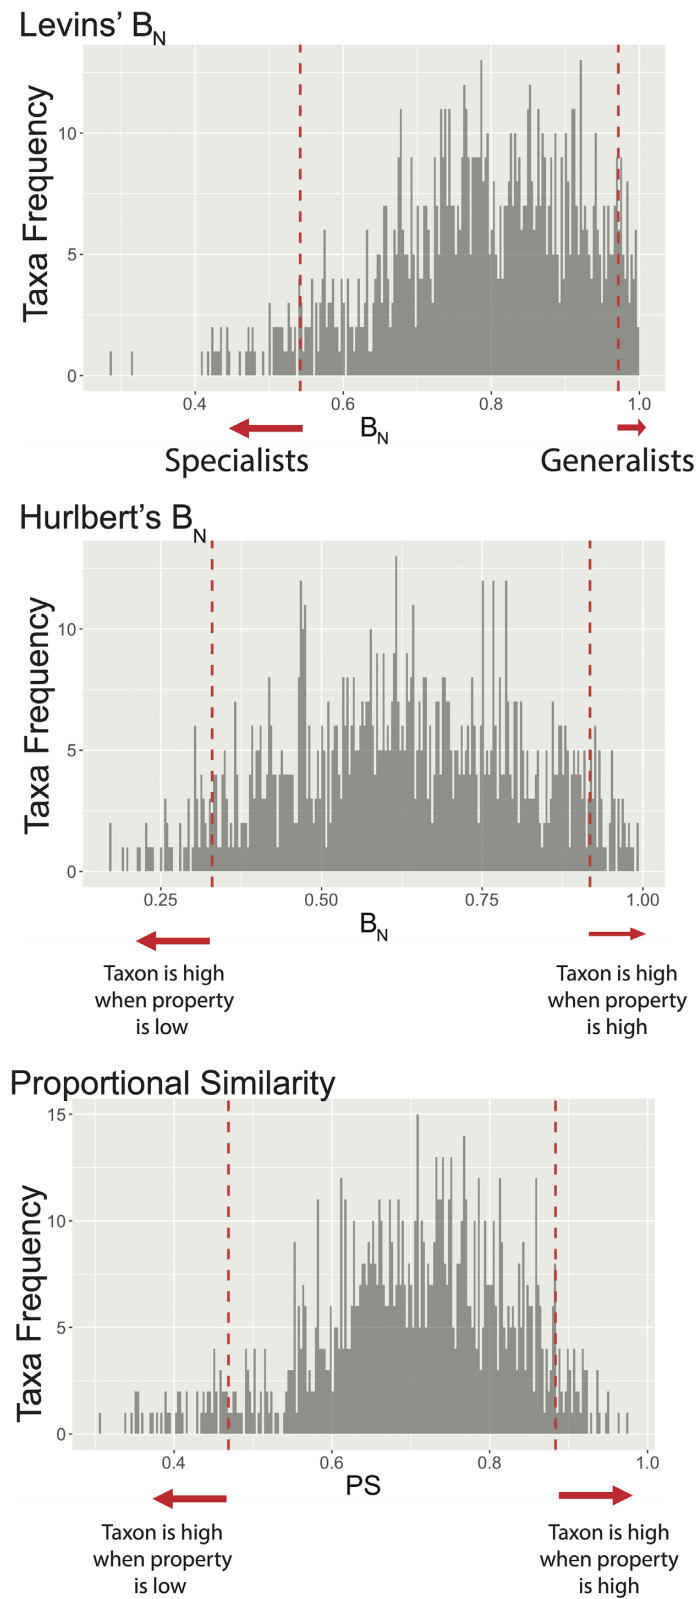 Levins’ BN
Taxa Frequency
10
5
0
0.4 0.6 0.8 1.0
BN
Specialists
Generalists
Hurlbert’s BN
Taxa Frequency
10
5
0
0.25 0.50 0.75 1.00
BN
Taxon is high
when property
is low
Taxon is high
when property
is high
Proportional Similarity
Taxa Frequency
15
10
5
0
0.4 0.6 0.8 1.0
PS
Taxon is high
when property
is low
Taxon is high
when property
is high